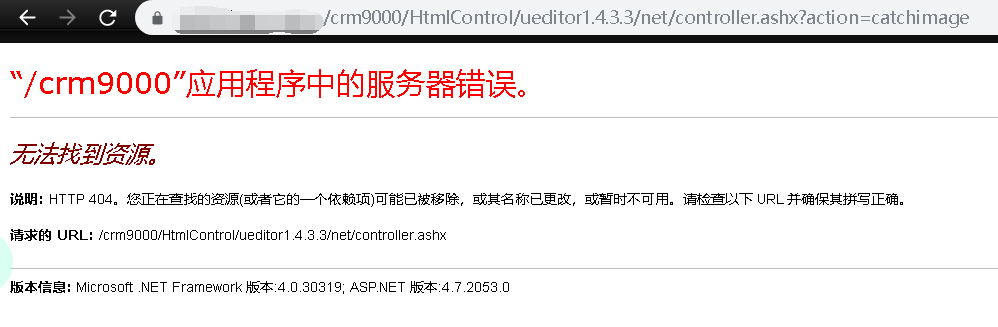 /crm9000/HtmlControl/ueditor1.4.3.3/net/controller.ashx?action=catchimage
“/crm9000”应用程序中的服务器错误。
无法找到资源。
说明: HTTP 404。您正在查找的资源(或者它的一个依赖项)可能已被移除，或其名称已更改，或暂时不可用。请检查以下 URL 并确保其拼写正确。
请求的 URL: /crm9000/HtmlControl/ueditor1.4.3.3/net/controller.ashx
版本信息: Microsoft .NET Framework 版本:4.0.30319; ASP.NET 版本:4.7.2053.0